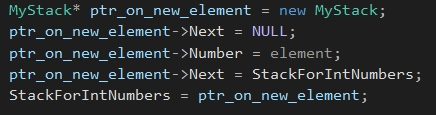 MyStack* ptr_on_new_element = new MyStack;
ptr_on_new_element->Next = NULL;
ptr_on_new_element->Number = element;
ptr_on_new_element->Next = StackForIntNumbers;
StackForIntNumbers = ptr_on_new_element;